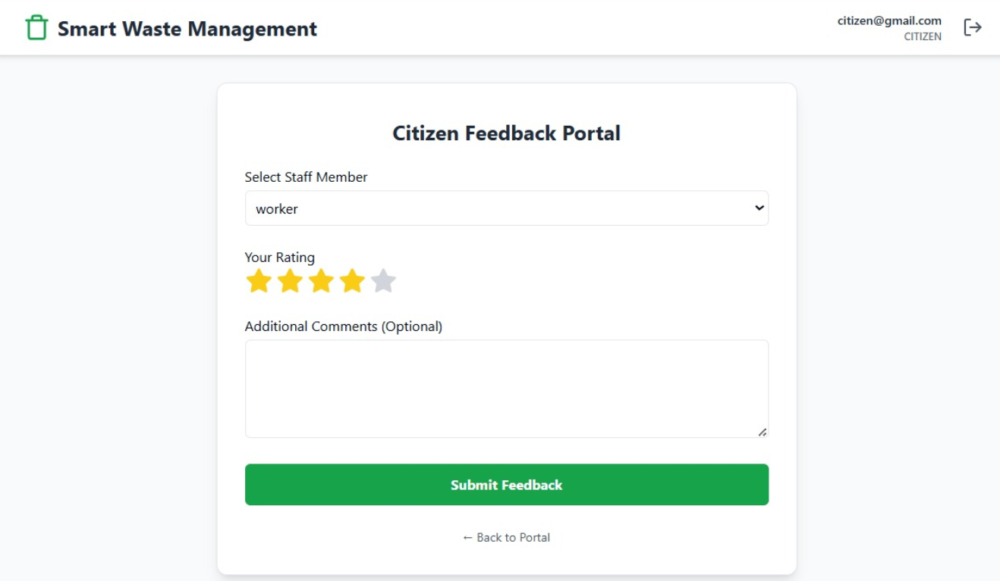 Smart Waste Management
citizen@gmail.com
CITIZEN
Citizen Feedback Portal
Select Staff Member
worker
Your Rating
Additional Comments (Optional)
Submit Feedback
← Back to Portal